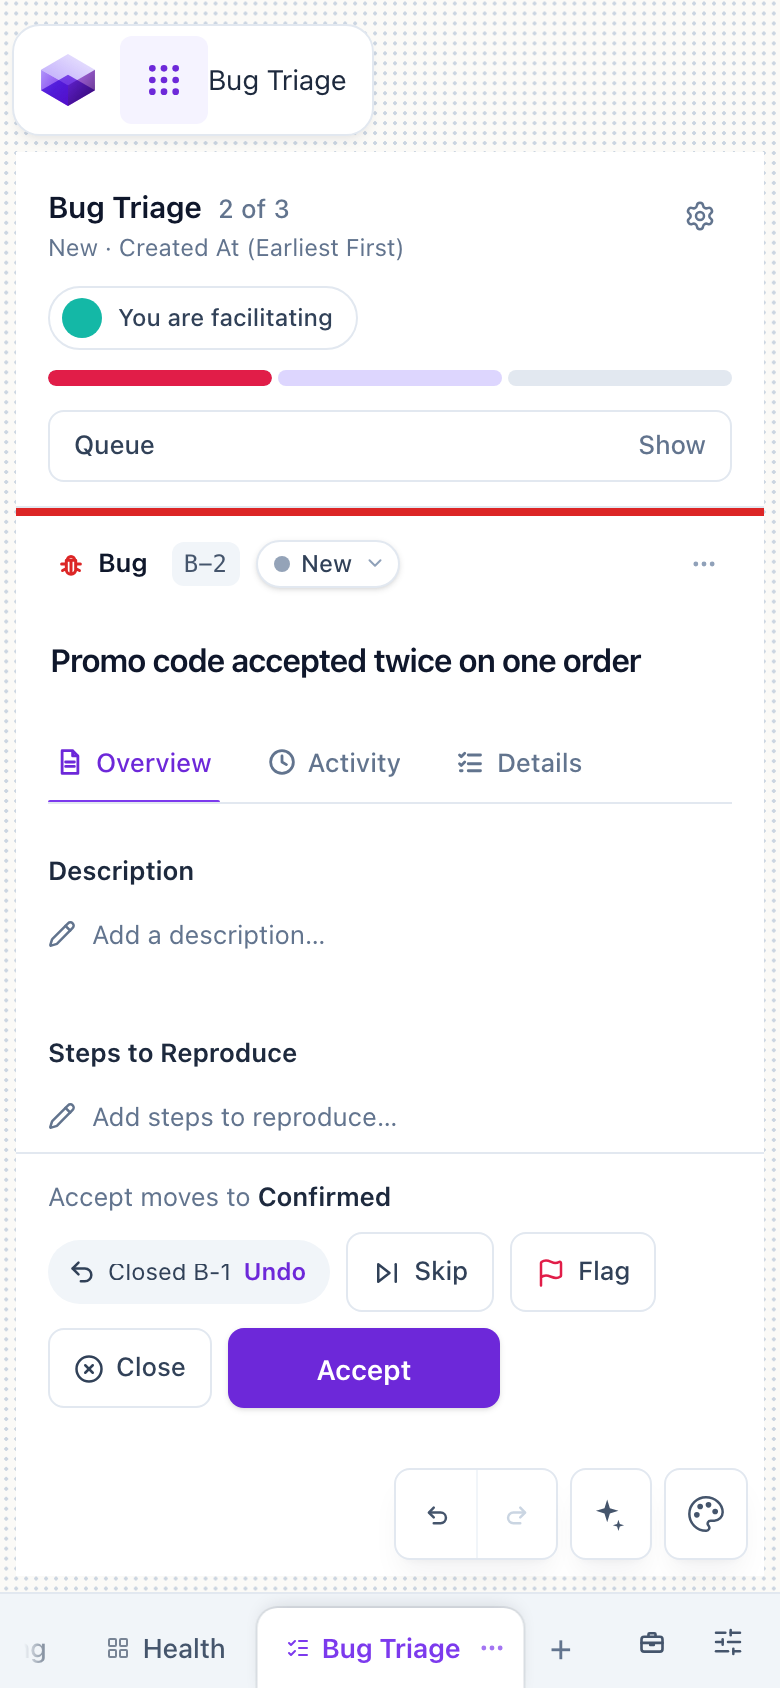 Bug Triage
Bug Triage 2 of 3
New · Created At (Earliest First)
You are facilitating
Queue Show
Bug B–2 New
Promo code accepted twice on one order
Overview Activity Details
Description
Add a description...
Steps to Reproduce
Add steps to reproduce...
Accept moves to Confirmed
Closed B-1 Undo Skip Flag
Close Accept
Health Bug Triage